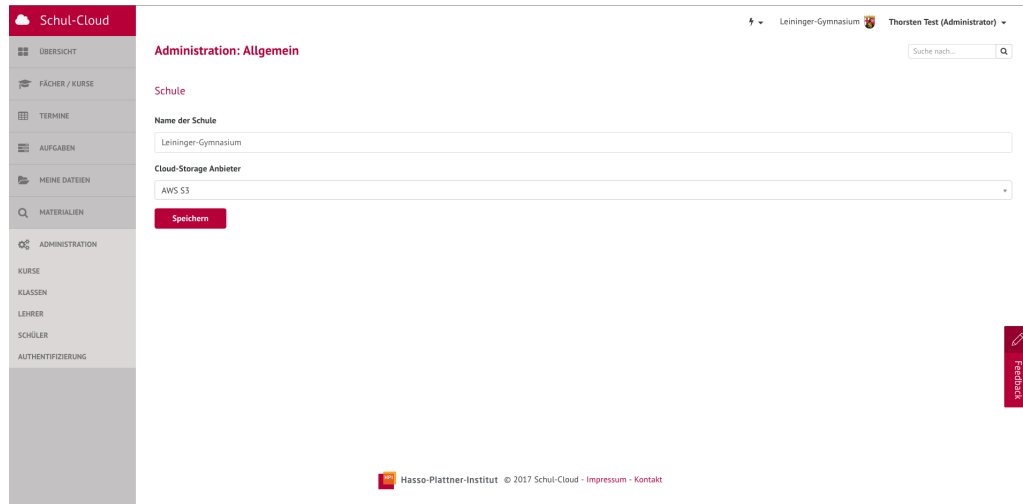 Schul-Cloud
Leininger-Gymnasium
Thorsten Test (Administrator)
ÜBERSICHT
FÄCHER / KURSE
TERMINE
AUFGABEN
MEINE DATEIEN
MATERIALIEN
ADMINISTRATION
KURSE
KLASSEN
LEHRER
SCHÜLER
AUTHENTIFIZIERUNG
Administration: Allgemein
Suche nach...
Schule
Name der Schule
Leininger-Gymnasium
Cloud-Storage Anbieter
AWS S3
Speichern
Feedback
Hasso-Plattner-Institut © 2017 Schul-Cloud - Impressum - Kontakt